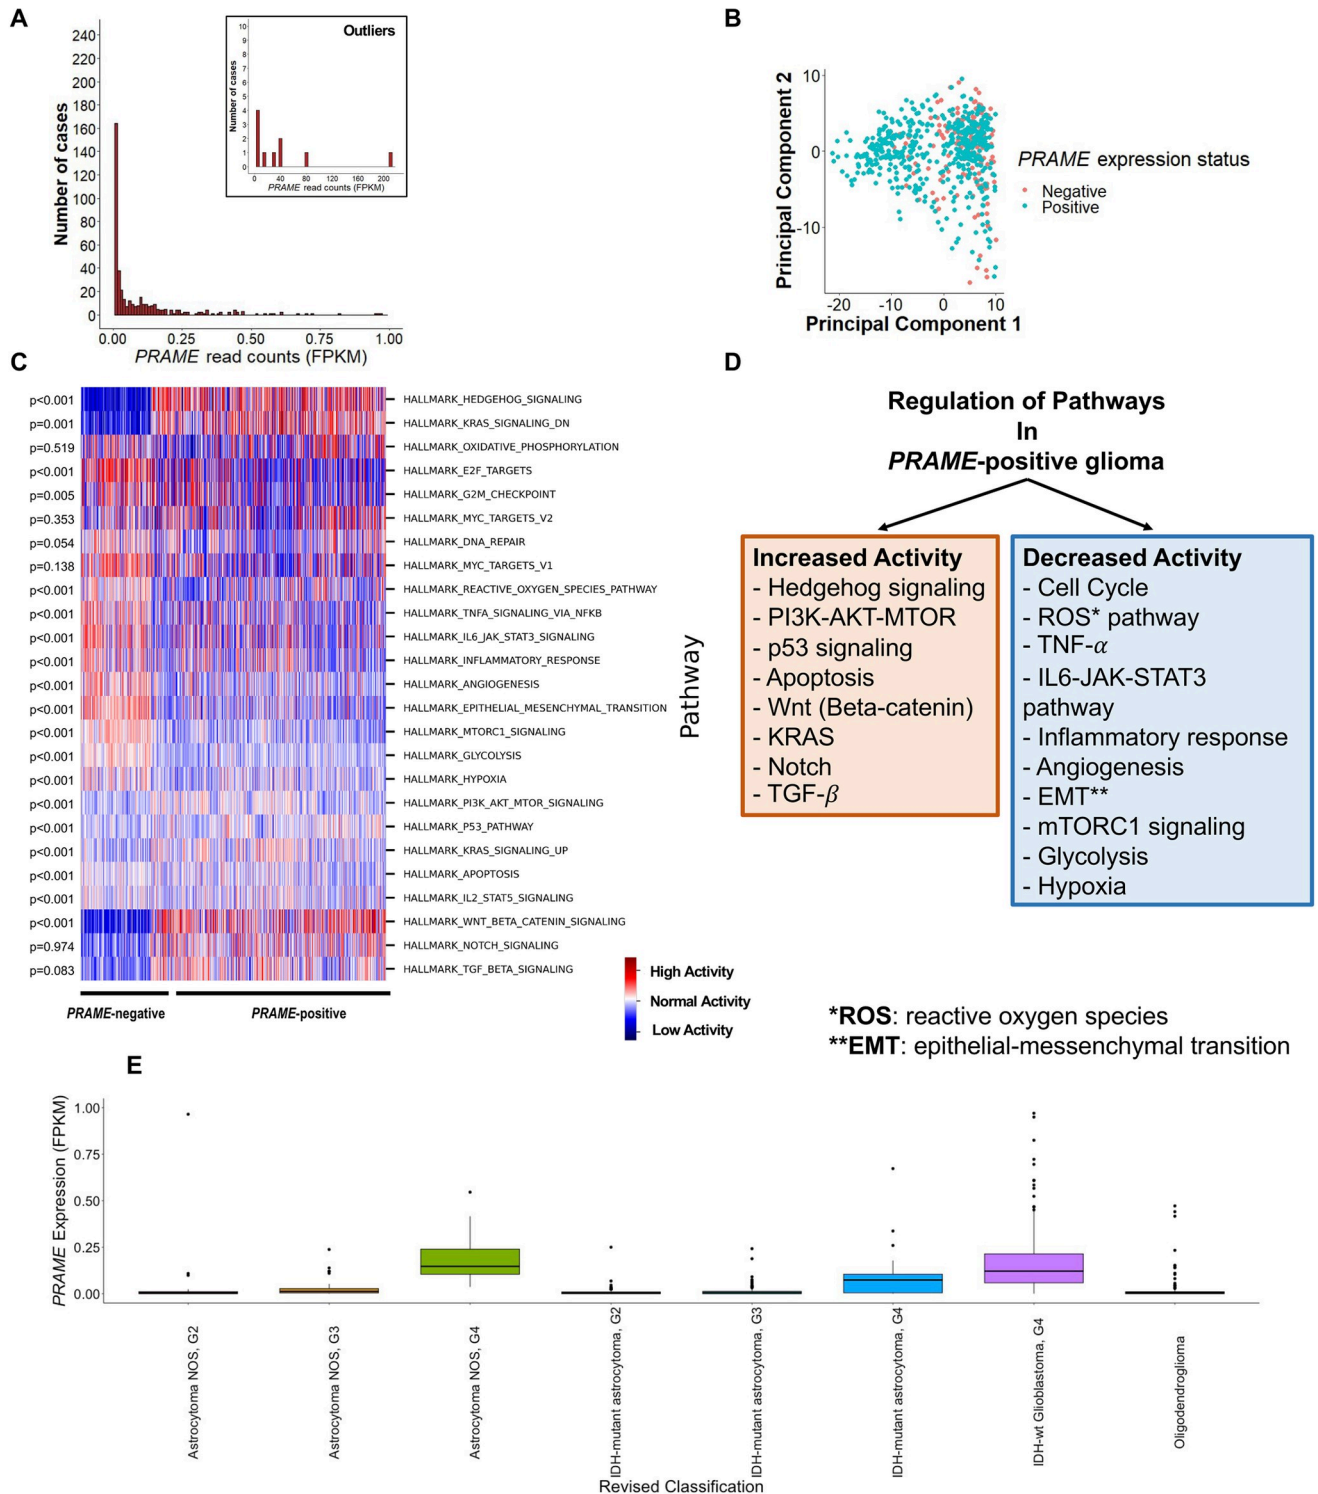 A
Number of cases
240
220
200
180
160
140
120
100
80
60
40
20
0
0.00 0.25 0.50 0.75 1.00
PRAME read counts (FPKM)
Outliers
Number of cases
10
9
8
7
6
5
4
3
2
1
0
0 40 80 120 160 200
PRAME read counts (FPKM)
B
Principal Component 2
10
0
-10
-20 -10 0 10
Principal Component 1
PRAME expression status
Negative
Positive
C
p<0.001 HALLMARK_HEDGEHOG_SIGNALING
p=0.001 HALLMARK_KRAS_SIGNALING_DN
p=0.519 HALLMARK_OXIDATIVE_PHOSPHORYLATION
p<0.001 HALLMARK_E2F_TARGETS
p=0.005 HALLMARK_G2M_CHECKPOINT
p=0.353 HALLMARK_MYC_TARGETS_V2
p=0.054 HALLMARK_DNA_REPAIR
p=0.138 HALLMARK_MYC_TARGETS_V1
p<0.001 HALLMARK_REACTIVE_OXYGEN_SPECIES_PATHWAY
p<0.001 HALLMARK_TNFA_SIGNALING_VIA_NFKB
p<0.001 HALLMARK_IL6_JAK_STAT3_SIGNALING
p<0.001 HALLMARK_INFLAMMATORY_RESPONSE
p<0.001 HALLMARK_ANGIOGENESIS
p<0.001 HALLMARK_EPITHELIAL_MESENCHYMAL_TRANSITION
p<0.001 HALLMARK_MTORC1_SIGNALING
p<0.001 HALLMARK_GLYCOLYSIS
p<0.001 HALLMARK_HYPOXIA
p<0.001 HALLMARK_PI3K_AKT_MTOR_SIGNALING
p<0.001 HALLMARK_P53_PATHWAY
p<0.001 HALLMARK_KRAS_SIGNALING_UP
p<0.001 HALLMARK_APOPTOSIS
p<0.001 HALLMARK_IL2_STAT5_SIGNALING
p<0.001 HALLMARK_WNT_BETA_CATENIN_SIGNALING
p=0.974 HALLMARK_NOTCH_SIGNALING
p=0.083 HALLMARK_TGF_BETA_SIGNALING
PRAME-negative PRAME-positive
Pathway
High Activity
Normal Activity
Low Activity
D
Regulation of Pathways
In
PRAME-positive glioma
Increased Activity
- Hedgehog signaling
- PI3K-AKT-MTOR
- p53 signaling
- Apoptosis
- Wnt (Beta-catenin)
- KRAS
- Notch
- TGF-β
Decreased Activity
- Cell Cycle
- ROS* pathway
- TNF-α
- IL6-JAK-STAT3
pathway
- Inflammatory response
- Angiogenesis
- EMT**
- mTORC1 signaling
- Glycolysis
- Hypoxia
*ROS: reactive oxygen species
**EMT: epithelial-messenchymal transition
E
PRAME Expression (FPKM)
1.00
0.75
0.50
0.25
0.00
Astrocytoma NOS, G2
Astrocytoma NOS, G3
Astrocytoma NOS, G4
IDH-mutant astrocytoma, G2
IDH-mutant astrocytoma, G3
IDH-mutant astrocytoma, G4
IDH-wt Glioblastoma, G4
Oligodendroglioma
Revised Classification